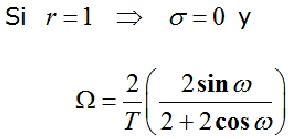 Si r = 1 ⇒ σ = 0 y
Ω = 2/T ( 2 sin ω / 2 + 2 cos ω )